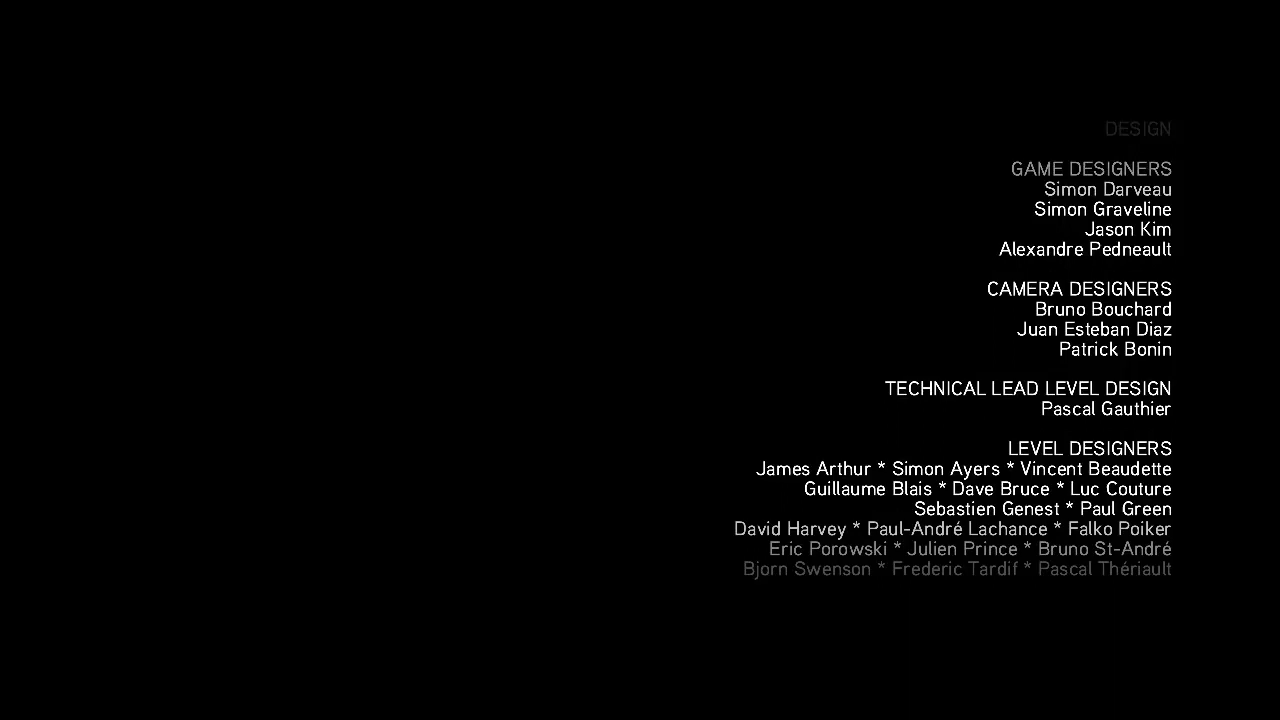 DESIGN
GAME DESIGNERS
Simon Darveau
Simon Graveline
Jason Kim
Alexandre Pedneault
CAMERA DESIGNERS
Bruno Bouchard
Juan Esteban Diaz
Patrick Bonin
TECHNICAL LEAD LEVEL DESIGN
Pascal Gauthier
LEVEL DESIGNERS
James Arthur * Simon Ayers * Vincent Beaudette
Guillaume Blais * Dave Bruce * Luc Couture
Sebastien Genest * Paul Green
David Harvey * Paul-André Lachance * Falko Poiker
Eric Porowski * Julien Prince * Bruno St-André
Bjorn Swenson * Frederic Tardif * Pascal Thériault